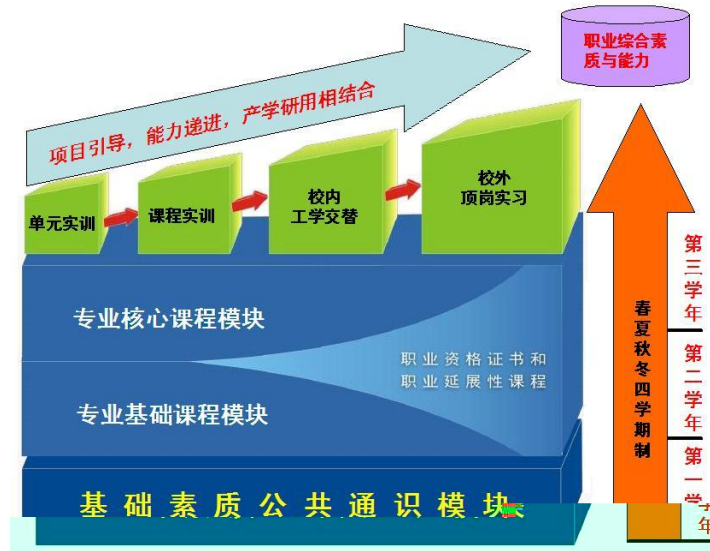 职业综合素
质与能力
项目引导，能力递进，产学研用相结合
单元实训
课程实训
校内
工学交替
校外
顶岗实习
专业核心课程模块
职业资格证书和
职业延展性课程
专业基础课程模块
基础素质公共通识模块
春夏秋冬四学期制
第三学年
第二学年
第一学年